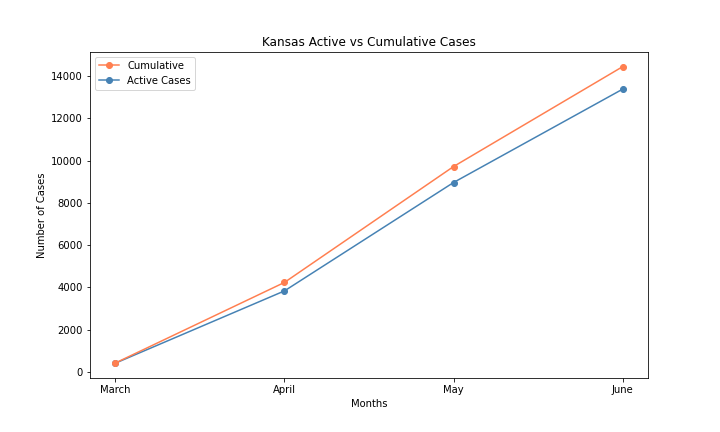 Kansas Active vs Cumulative Cases
Cumulative
Active Cases
14000
12000
10000
8000
6000
4000
2000
0
Number of Cases
March April May June
Months